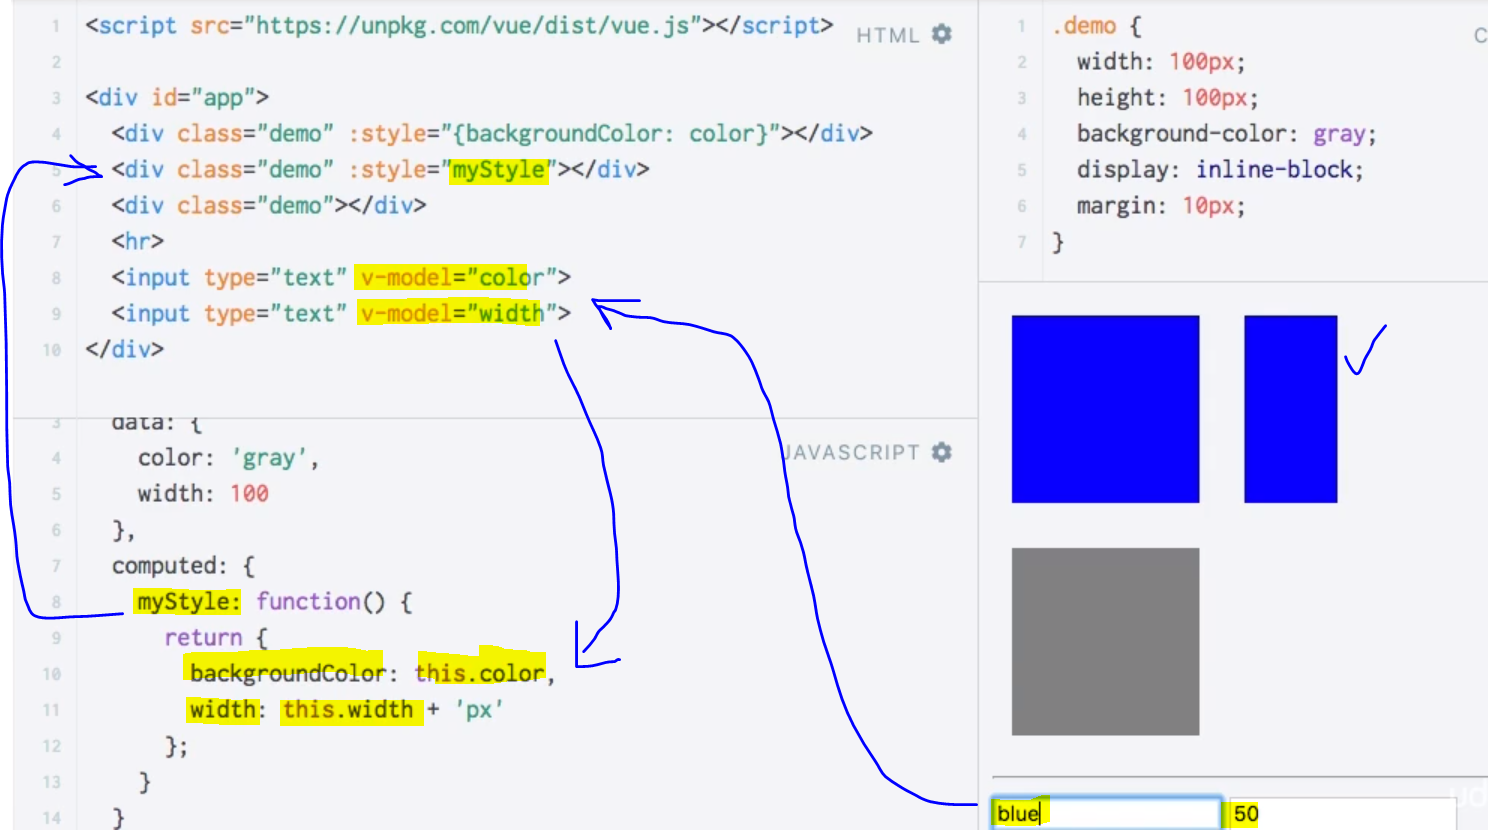 1 <script src="https://unpkg.com/vue/dist/vue.js"></script>
HTML
2
3 <div id="app">
4 <div class="demo" :style="{backgroundColor: color}"></div>
5 <div class="demo" :style="myStyle"></div>
6 <div class="demo"></div>
7 <hr>
8 <input type="text" v-model="color">
9 <input type="text" v-model="width">
10 </div>
3 data: {
JAVASCRIPT
4 color: 'gray',
5 width: 100
6 },
7 computed: {
8 myStyle: function() {
9 return {
10 backgroundColor: this.color,
11 width: this.width + 'px'
12 };
13 }
14 }
1 .demo {
C
2 width: 100px;
3 height: 100px;
4 background-color: gray;
5 display: inline-block;
6 margin: 10px;
7 }
blue
50
ud